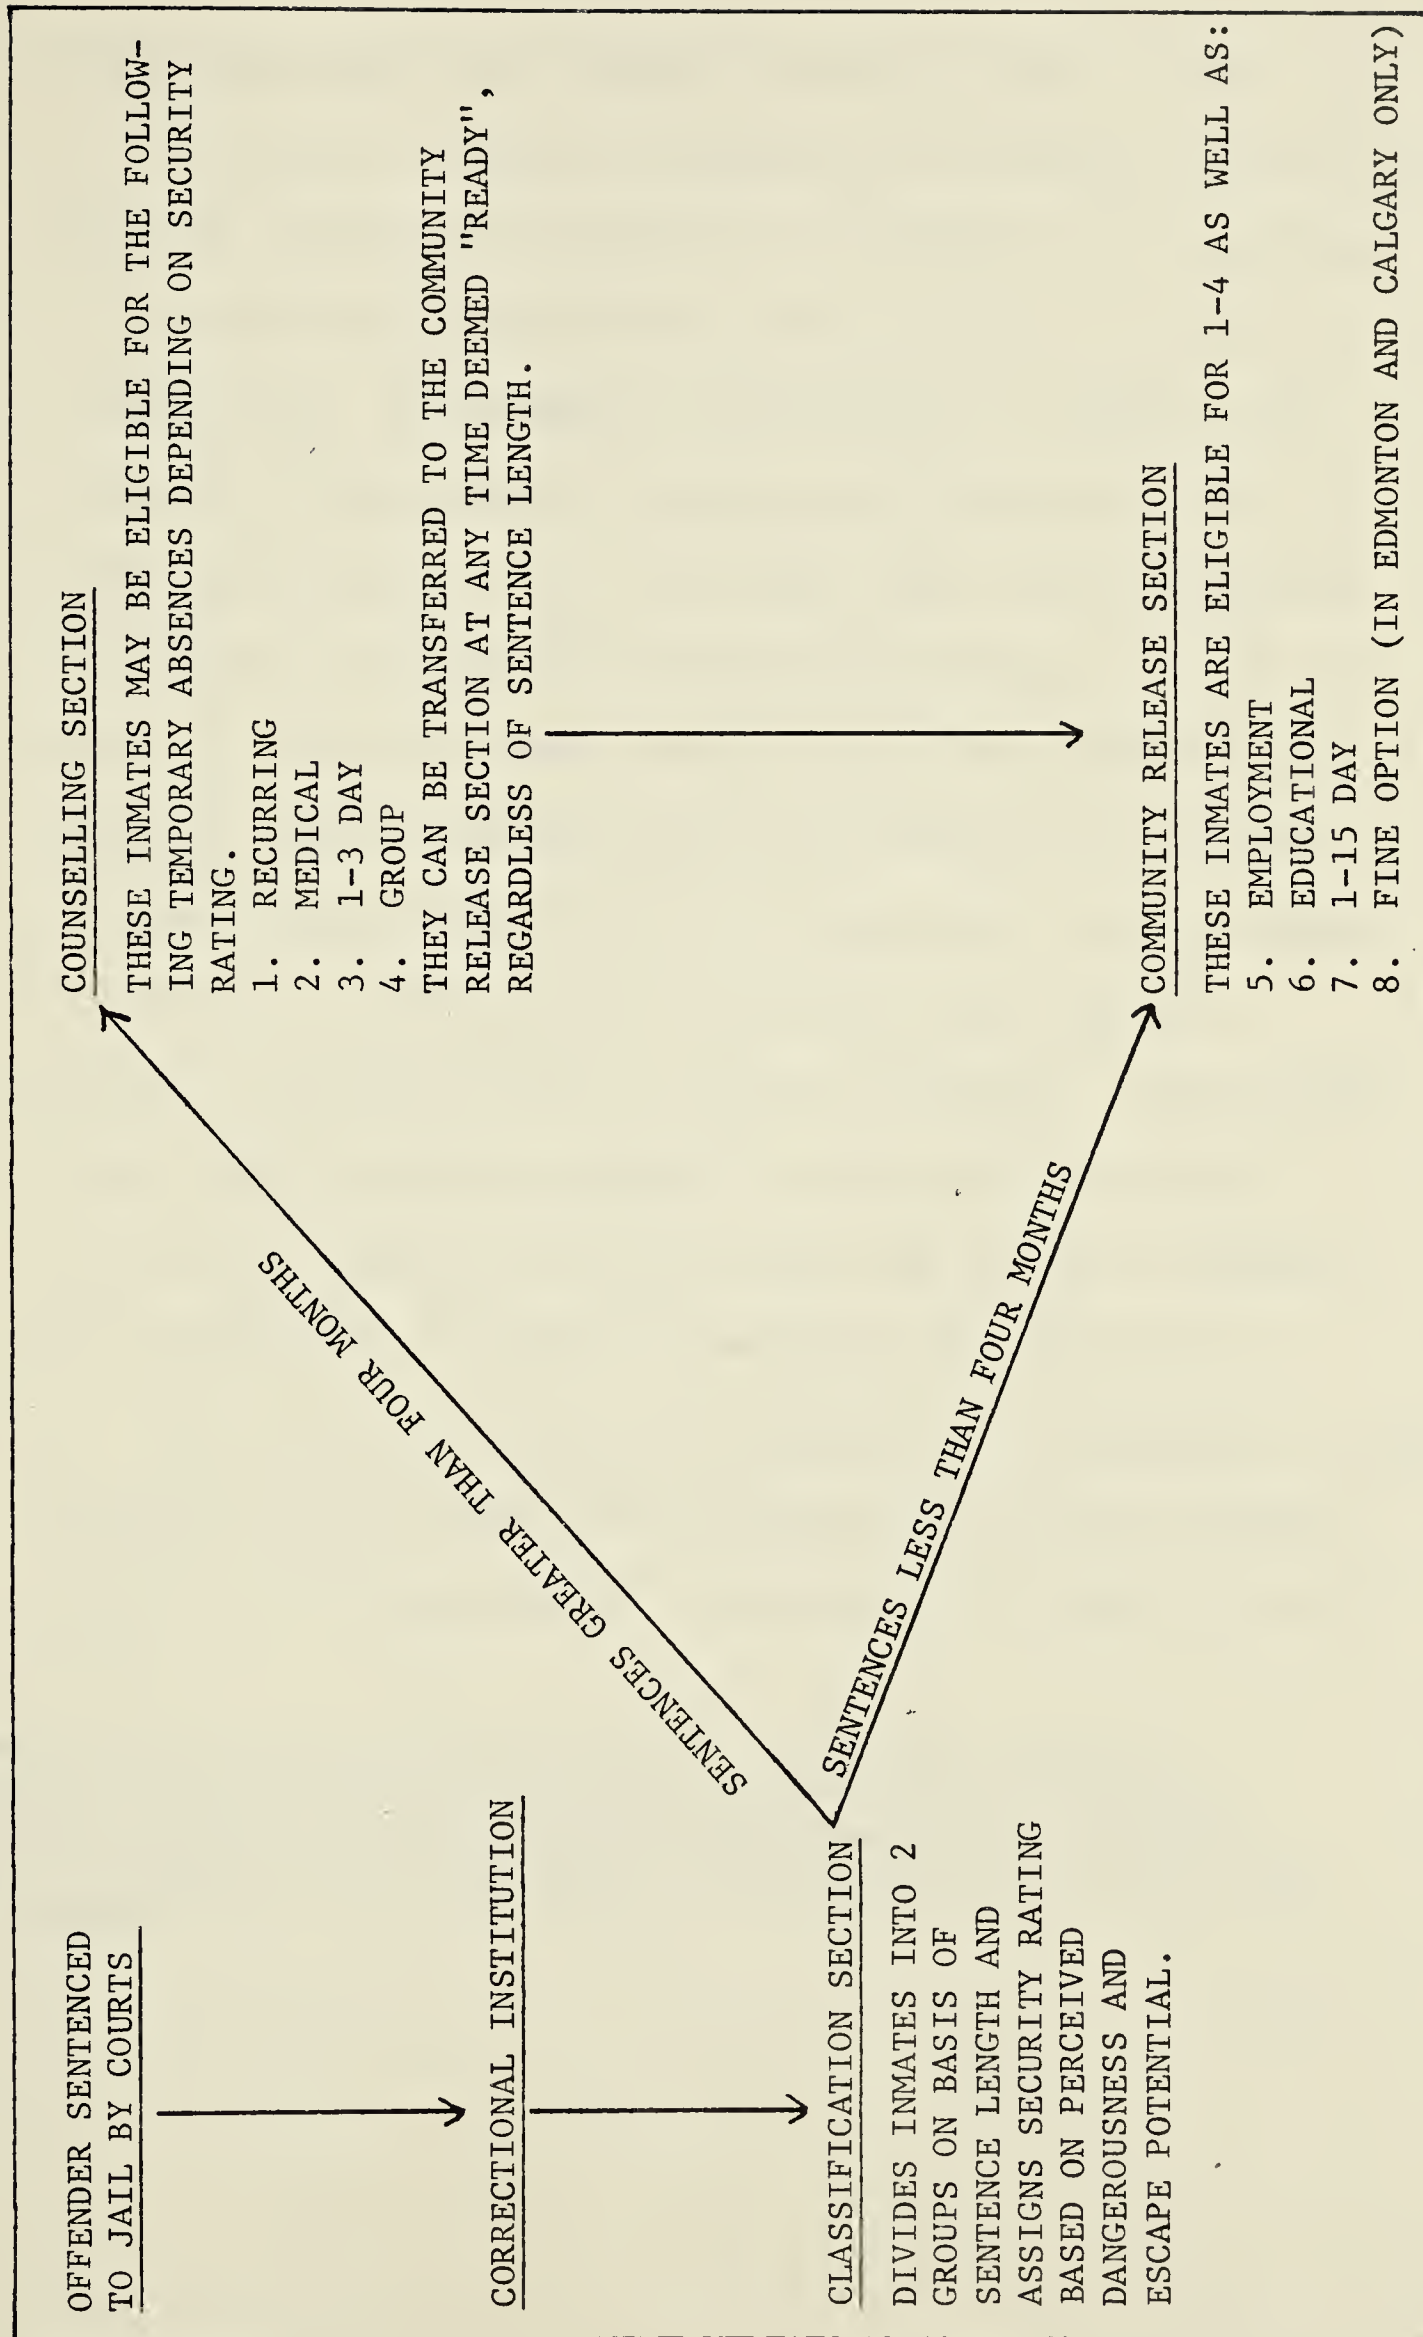 OFFENDER SENTENCED
TO JAIL BY COURTS
CORRECTIONAL INSTITUTION
CLASSIFICATION SECTION
DIVIDES INMATES INTO 2
GROUPS ON BASIS OF
SENTENCE LENGTH AND
ASSIGNS SECURITY RATING
BASED ON PERCEIVED
DANGEROUSNESS AND
ESCAPE POTENTIAL.
SENTENCES GREATER THAN FOUR MONTHS
SENTENCES LESS THAN FOUR MONTHS
COUNSELLING SECTION
THESE INMATES MAY BE ELIGIBLE FOR THE FOLLOW-
ING TEMPORARY ABSENCES DEPENDING ON SECURITY
RATING.
1. RECURRING
2. MEDICAL
3. 1-3 DAY
4. GROUP
THEY CAN BE TRANSFERRED TO THE COMMUNITY
RELEASE SECTION AT ANY TIME DEEMED "READY",
REGARDLESS OF SENTENCE LENGTH.
COMMUNITY RELEASE SECTION
THESE INMATES ARE ELIGIBLE FOR 1-4 AS WELL AS:
5. EMPLOYMENT
6. EDUCATIONAL
7. 1-15 DAY
8. FINE OPTION (IN EDMONTON AND CALGARY ONLY)